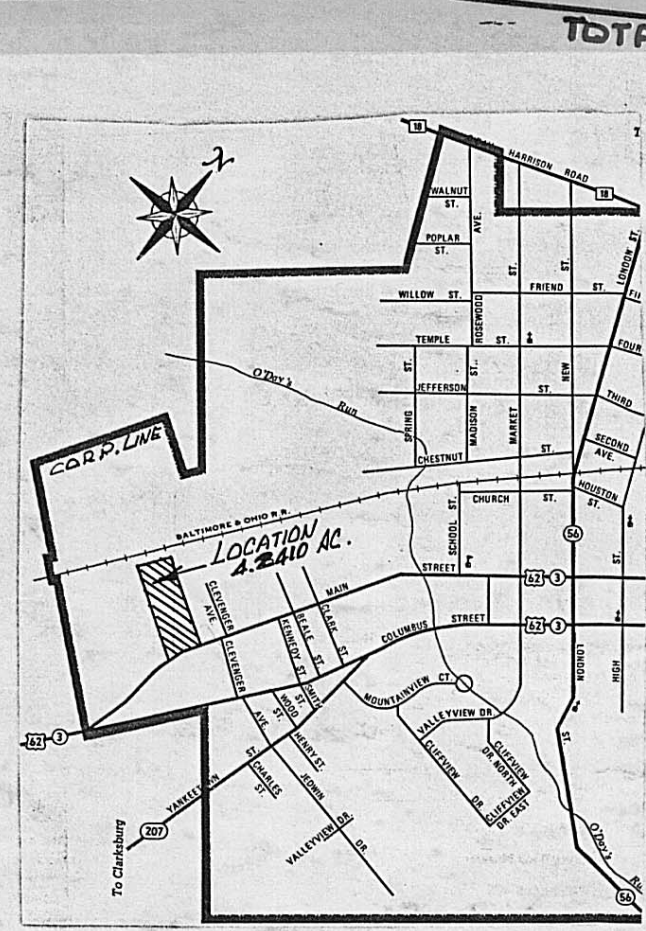 TOTA
18
HARRISON ROAD
18
N
WALNUT
ST.
AVE.
POPLAR
ST.
ST.
ST.
LONDON ST.
WILLOW ST.
ROSEWOOD
FRIEND ST.
TEMPLE ST.
FOUR
O'Day's Run
ST.
ST.
NEW
JEFFERSON ST.
THIRD
SPRING
MADISON
MARKET
CORP. LINE
SECOND
AVE.
CHESTNUT ST.
HOUSTON
BALTIMORE & OHIO R.R.
CHURCH ST.
SCHOOL ST.
ST.
LOCATION
4.2410 AC.
56
STREET
62 3
MAIN
CLEVENGER
AVE.
BEALE ST.
CLARK ST.
KENNEDY ST.
COLUMBUS STREET
62 3
CLEVENGER
AVE.
SMITH
WOOD
ST.
MOUNTAINVIEW CT.
LONDON
ST.
HIGH
VALLEYVIEW DR.
HENRY ST.
62 3
CLIFFVIEW
DR. NORTH
CLIFFVIEW
DR.
CHARLES
ST.
JEDWIN
DR.
YANKEETOWN ST.
CLIFFVIEW
DR. EAST
207
To Clarksburg
VALLEYVIEW DR.
O'Day's
Ru
56